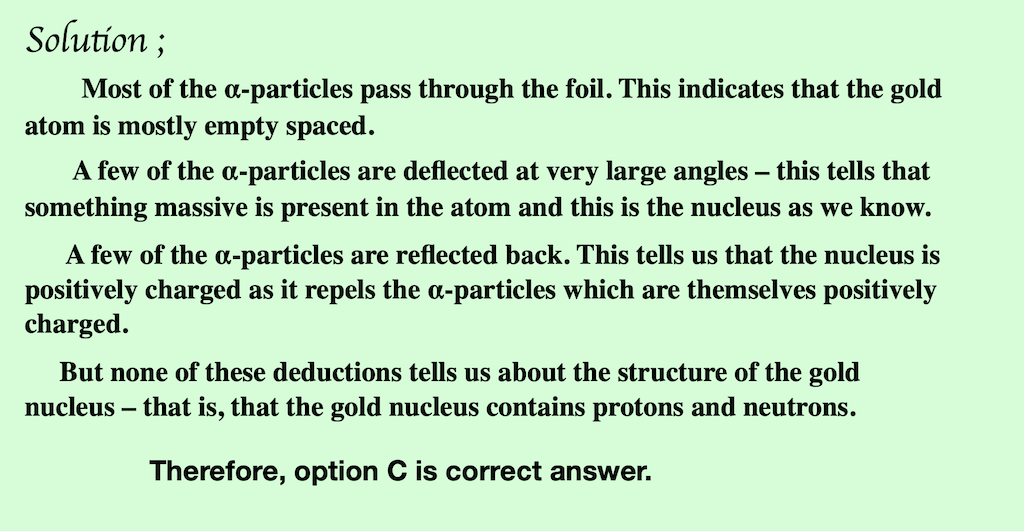 Solution ;
Most of the α-particles pass through the foil. This indicates that the gold
atom is mostly empty spaced.
A few of the α-particles are deflected at very large angles – this tells that
something massive is present in the atom and this is the nucleus as we know.
A few of the α-particles are reflected back. This tells us that the nucleus is
positively charged as it repels the α-particles which are themselves positively
charged.
But none of these deductions tells us about the structure of the gold
nucleus – that is, that the gold nucleus contains protons and neutrons.
Therefore, option C is correct answer.